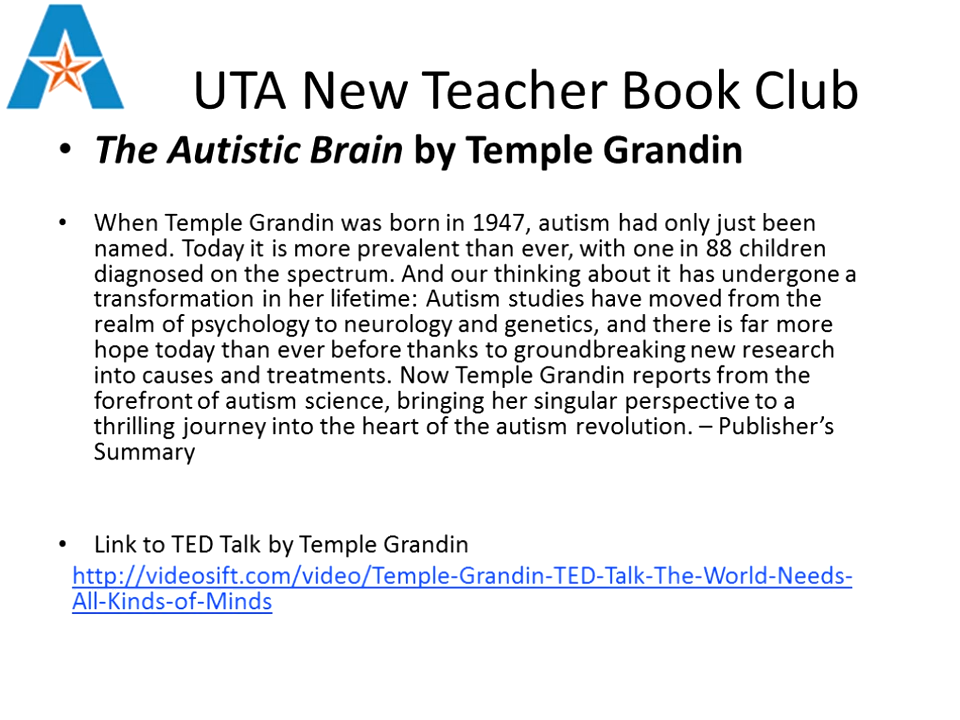 UTA New Teacher Book Club
• The Autistic Brain by Temple Grandin
• When Temple Grandin was born in 1947, autism had only just been
named. Today it is more prevalent than ever, with one in 88 children
diagnosed on the spectrum. And our thinking about it has undergone a
transformation in her lifetime: Autism studies have moved from the
realm of psychology to neurology and genetics, and there is far more
hope today than ever before thanks to groundbreaking new research
into causes and treatments. Now Temple Grandin reports from the
forefront of autism science, bringing her singular perspective to a
thrilling journey into the heart of the autism revolution. – Publisher’s
Summary
• Link to TED Talk by Temple Grandin
http://videosift.com/video/Temple-Grandin-TED-Talk-The-World-Needs-
All-Kinds-of-Minds